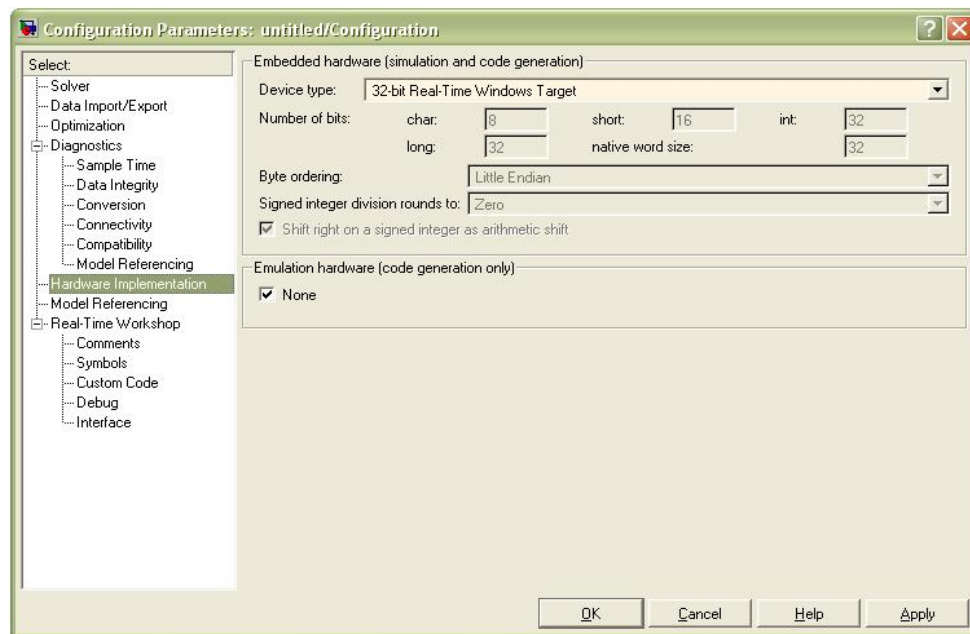 Configuration Parameters: untitled/Configuration
Select:
Solver
Data Import/Export
Optimization
Diagnostics
Sample Time
Data Integrity
Conversion
Connectivity
Compatibility
Model Referencing
Hardware Implementation
Model Referencing
Real-Time Workshop
Comments
Symbols
Custom Code
Debug
Interface
Embedded hardware (simulation and code generation)
Device type: 32-bit Real-Time Windows Target
Number of bits: char: 8 short: 16 int: 32
long: 32 native word size: 32
Byte ordering: Little Endian
Signed integer division rounds to: Zero
Shift right on a signed integer as arithmetic shift
Emulation hardware (code generation only)
None
OK Cancel Help Apply